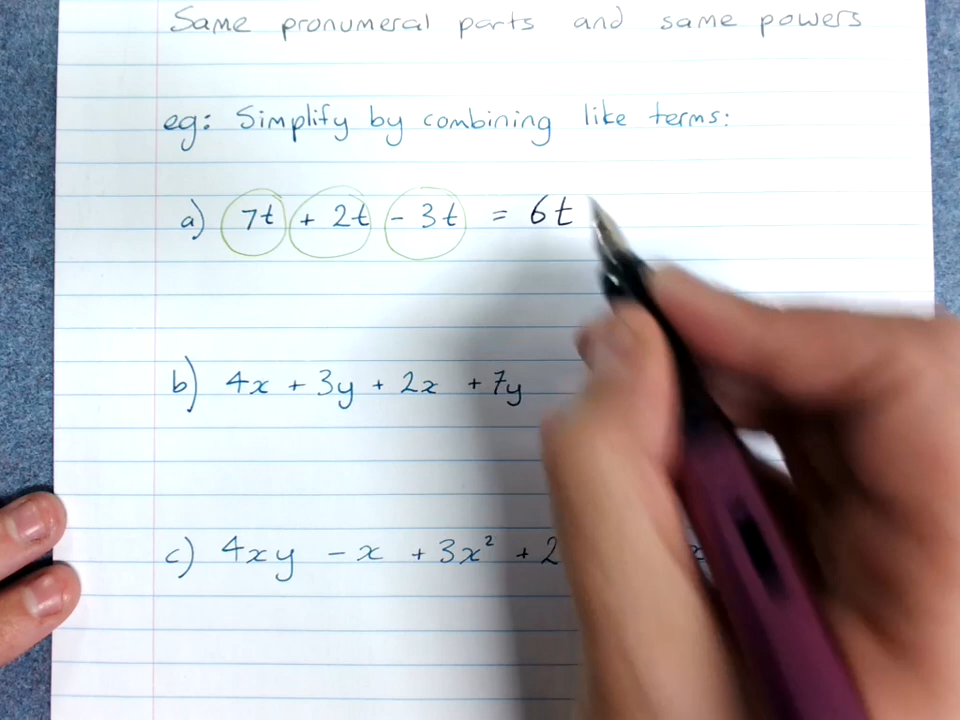 Same pronumeral parts and same powers
eg: Simplify by combining like terms:
a) 7t + 2t - 3t = 6t
b) 4x + 3y + 2x + 7y
c) 4xy - x + 3x² + 2